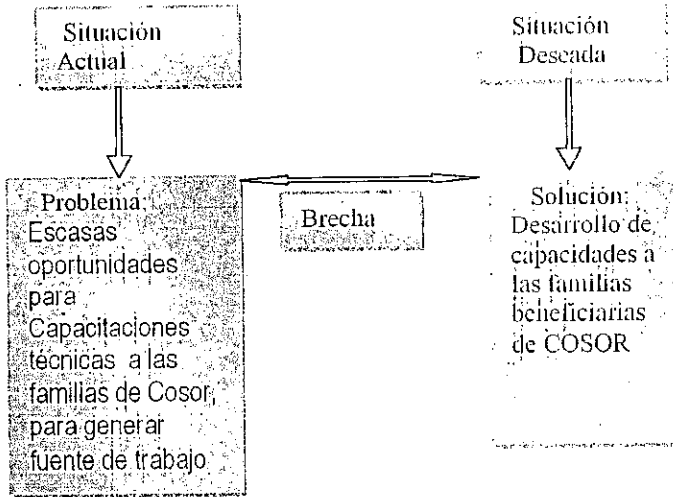 Situación
Actual
Situación
Deseada
Problema:
Escasas
oportunidades
para
Capacitaciones
técnicas a las
familias de Cosor,
para generar
fuente de trabajo
Brecha
Solución:
Desarrollo de
capacidades a
las familias
beneficiarias
de COSOR